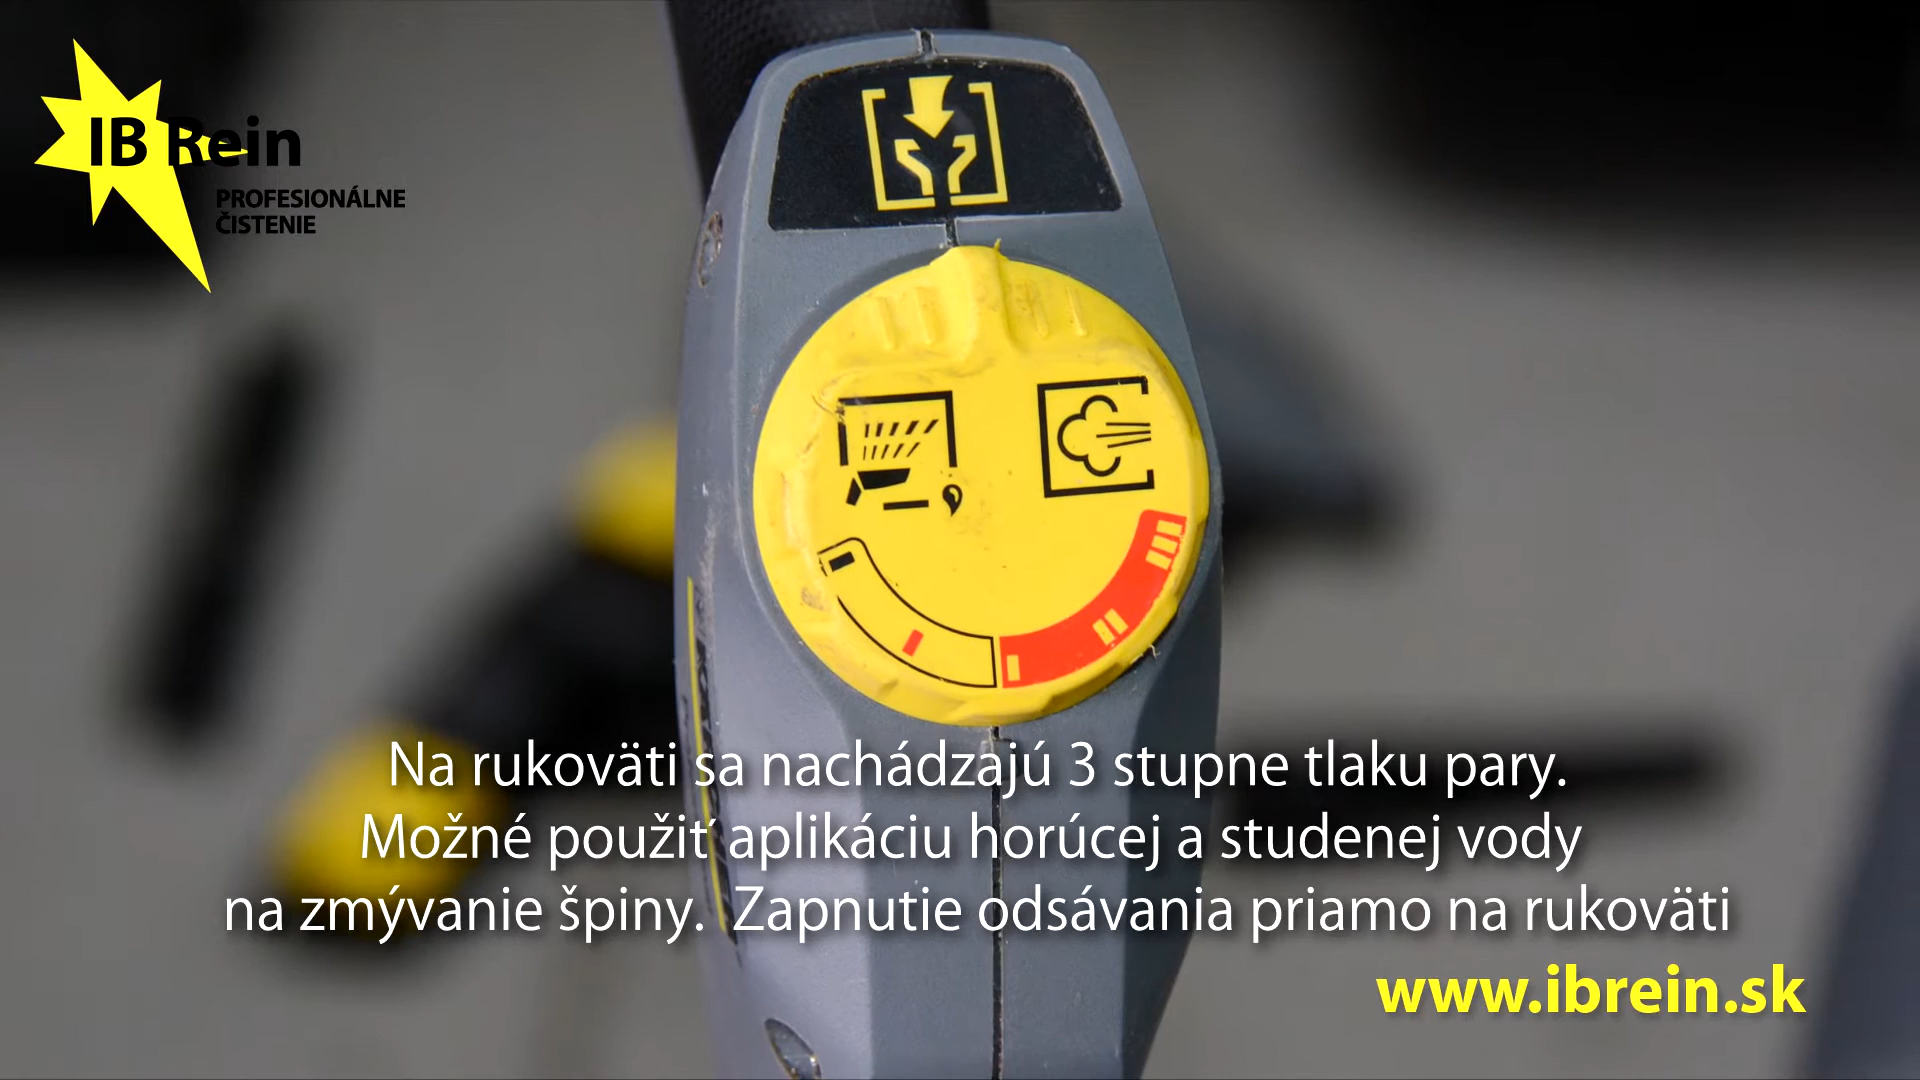 IB Rein
PROFESIONÁLNE
ČISTENIE
Na rukoväti sa nachádzajú 3 stupne tlaku pary.
Možné použiť aplikáciu horúcej a studenej vody
na zmývanie špiny. Zapnutie odsávania priamo na rukoväti
www.ibrein.sk